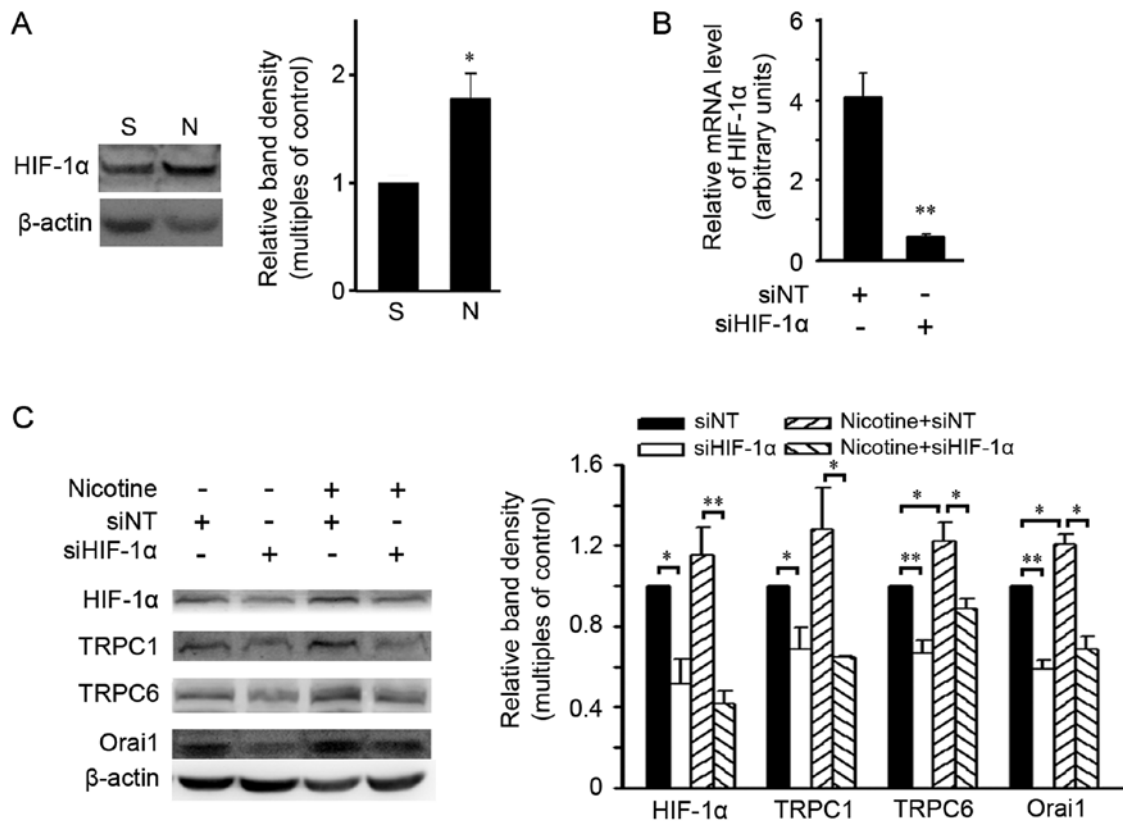 A
S N
HIF-1α
β-actin
Relative band density
(multiples of control)
2
1
0
*
S N
B
Relative mRNA level
of HIF-1α
(arbitrary units)
6
4
2
0
**
siNT + -
siHIF-1α - +
C
Nicotine - - + +
siNT + - + -
siHIF-1α - + - +
HIF-1α
TRPC1
TRPC6
Orai1
β-actin
siNT Nicotine+siNT
siHIF-1α Nicotine+siHIF-1α
Relative band density
(multiples of control)
1.6
1.2
0.8
0.4
0
* ** * * * ** * * ** *
HIF-1α TRPC1 TRPC6 Orai1